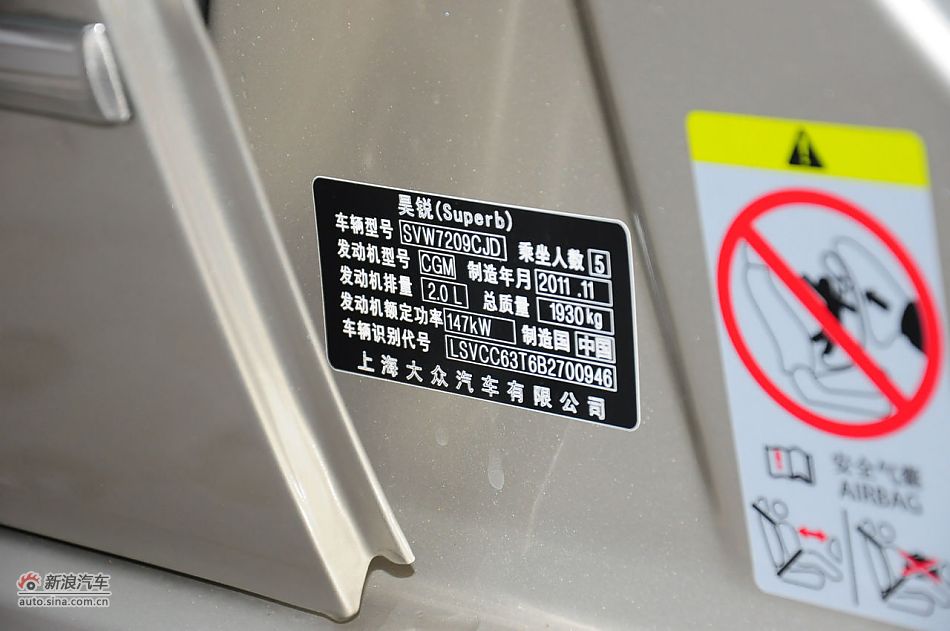 昊锐(Superb)
车辆型号 SVW7209CJD 乘坐人数 5
发动机型号 CGM 制造年月 2011.11
发动机排量 2.0L 总质量 1930kg
发动机额定功率 147kW 制造国 中国
车辆识别代号 LSVCC63T6B2700946
上海大众汽车有限公司
安全气囊
AIRBAG
新浪汽车
auto.sina.com.cn